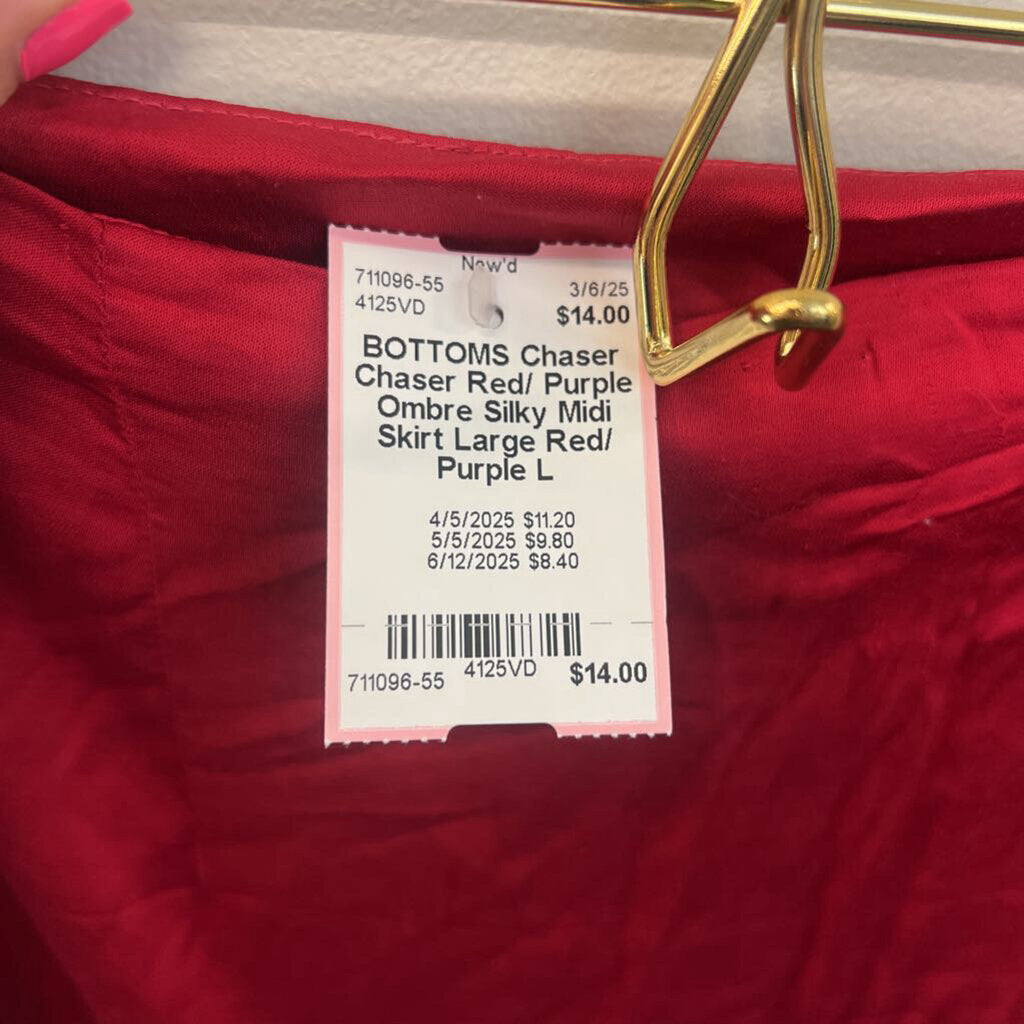 New'd
711096-55 3/6/25
4125VD $14.00
BOTTOMS Chaser
Chaser Red/ Purple
Ombre Silky Midi
Skirt Large Red/
Purple L
4/5/2025 $11.20
5/5/2025 $9.80
6/12/2025 $8.40
711096-55 4125VD $14.00